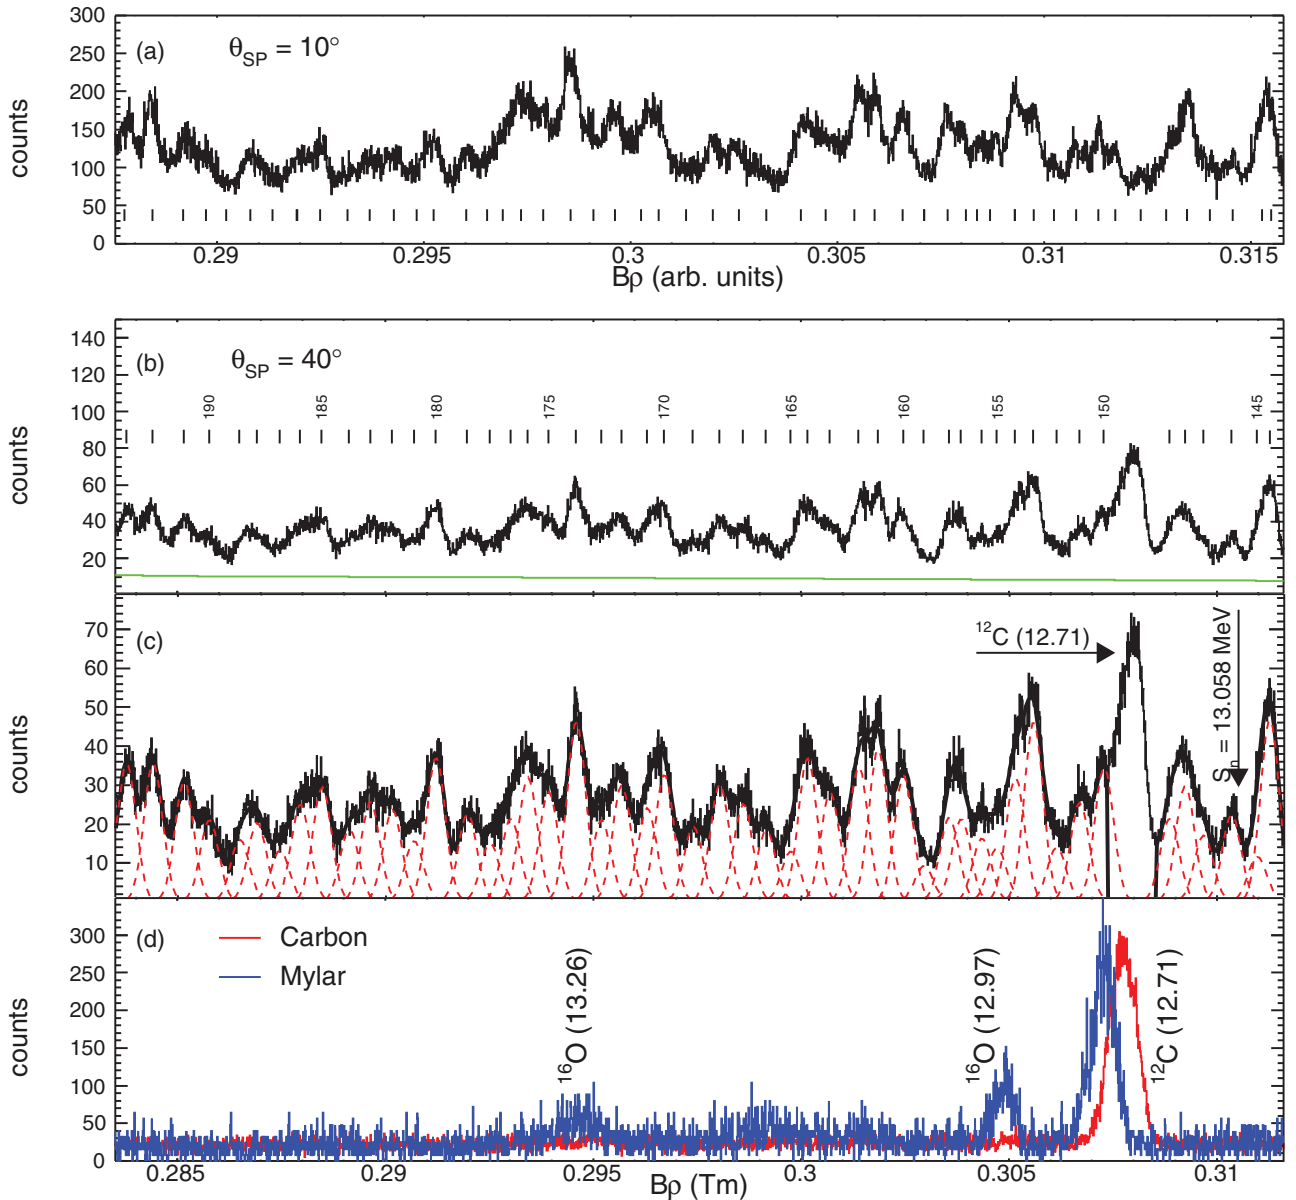 300
(a)
θSP = 10°
250
200
150
100
50
0
counts
0.29 0.295 0.3 0.305 0.31 0.315
Bρ (arb. units)
140
(b)
θSP = 40°
120
100
80
60
40
20
counts
190 185 180 175 170 165 160 155 150 145
(c)
70
60
50
40
30
20
10
counts
12C (12.71)
Sn = 13.058 MeV
(d)
Carbon
Mylar
300
250
200
150
100
50
0
counts
16O (13.26)
16O (12.97)
12C (12.71)
0.285 0.29 0.295 0.3 0.305 0.31
Bρ (Tm)